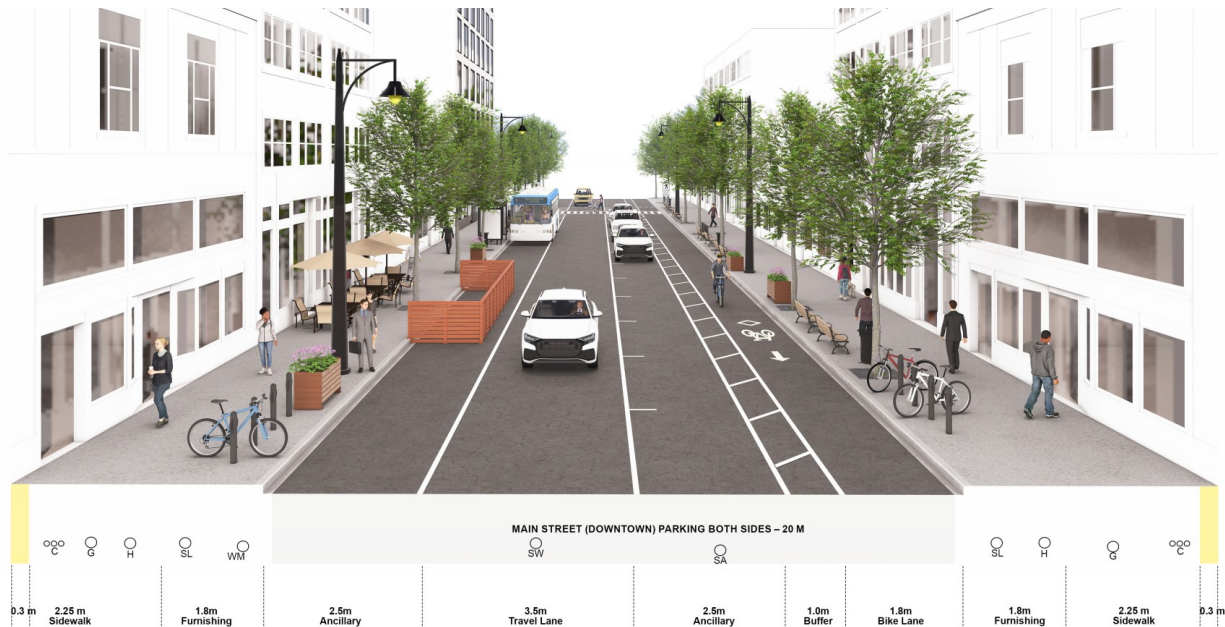 MAIN STREET (DOWNTOWN) PARKING BOTH SIDES – 20 M
C G H SL WM SW SA SL H G C
0.3 m 2.25 m 1.8m 2.5m 3.5m 2.5m 1.0m 1.8m 1.8m 2.25 m 0.3 m
Sidewalk Furnishing Ancillary Travel Lane Ancillary Buffer Bike Lane Furnishing Sidewalk